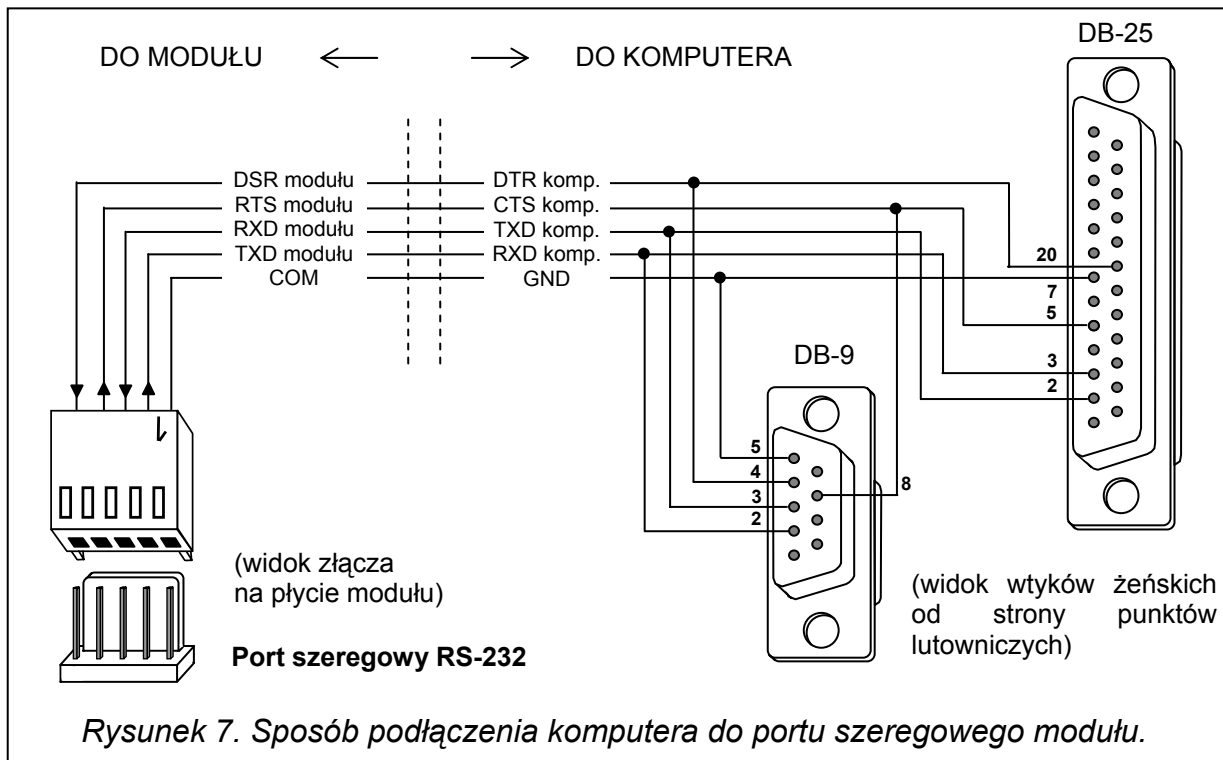 DB-25
DO MODUŁU
DO KOMPUTERA
DSR modułu
DTR komp.
RTS modułu
CTS komp.
RXD modułu
TXD komp.
TXD modułu
RXD komp.
COM
GND
20
7
5
3
2
DB-9
5
4
3
2
8
(widok złącza
na płycie modułu)
Port szeregowy RS-232
(widok wtyków żeńskich
od strony punktów
lutowniczych)
Rysunek 7. Sposób podłączenia komputera do portu szeregowego modułu.